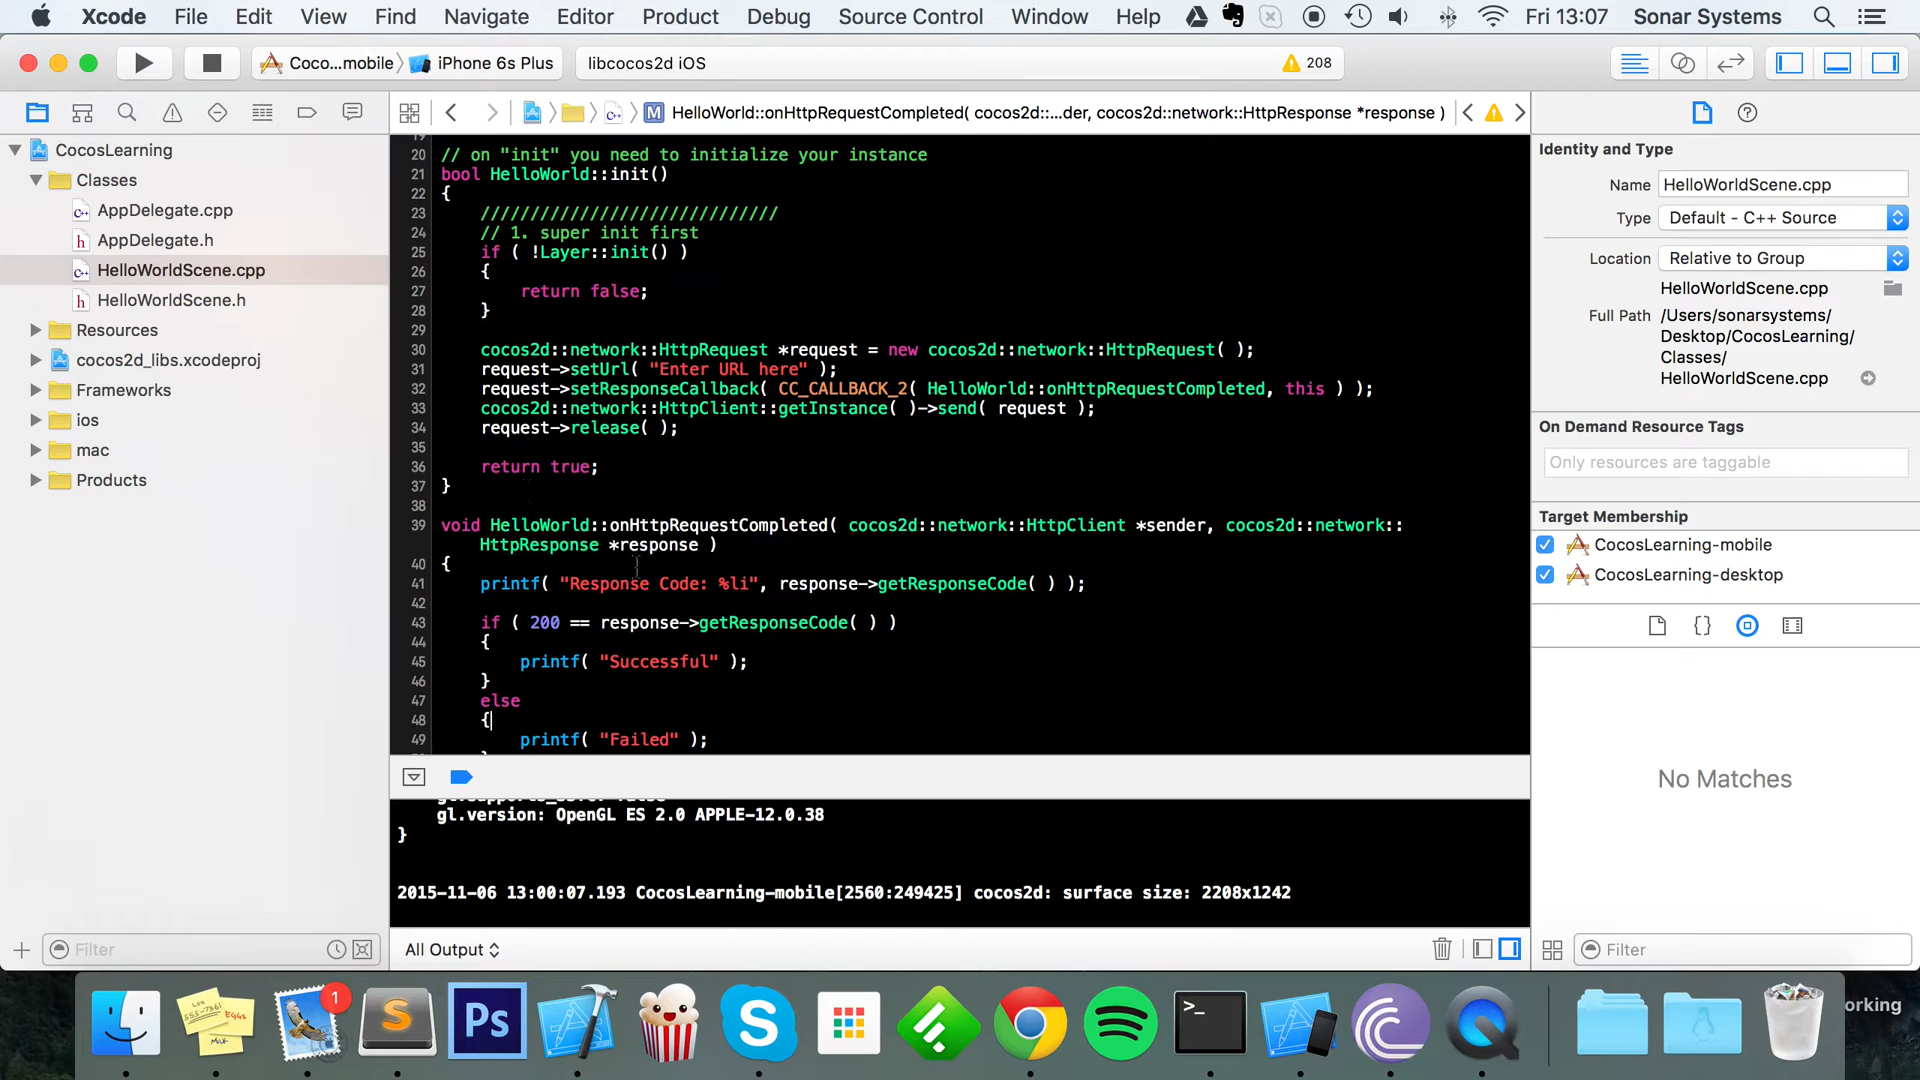 Xcode File Edit View Find Navigate Editor Product Debug Source Control Window Help Fri 13:07 Sonar Systems
Coco...mobile iPhone 6s Plus libcocos2d iOS 208
HelloWorld::onHttpRequestCompleted( cocos2d::...der, cocos2d::network::HttpResponse *response )
CocosLearning
Classes
AppDelegate.cpp
AppDelegate.h
HelloWorldScene.cpp
HelloWorldScene.h
Resources
cocos2d_libs.xcodeproj
Frameworks
ios
mac
Products
Filter
19
20 // on "init" you need to initialize your instance
21 bool HelloWorld::init()
22 {
23 //////////////////////////////
24 // 1. super init first
25 if ( !Layer::init() )
26 {
27 return false;
28 }
29
30 cocos2d::network::HttpRequest *request = new cocos2d::network::HttpRequest( );
31 request->setUrl( "Enter URL here" );
32 request->setResponseCallback( CC_CALLBACK_2( HelloWorld::onHttpRequestCompleted, this ) );
33 cocos2d::network::HttpClient::getInstance( )->send( request );
34 request->release( );
35
36 return true;
37 }
38
39 void HelloWorld::onHttpRequestCompleted( cocos2d::network::HttpClient *sender, cocos2d::network::
HttpResponse *response )
40 {
41 printf( "Response Code: %li", response->getResponseCode( ) );
42
43 if ( 200 == response->getResponseCode( ) )
44 {
45 printf( "Successful" );
46 }
47 else
48 {
49 printf( "Failed" );
gl.version: OpenGL ES 2.0 APPLE-12.0.38
}
2015-11-06 13:00:07.193 CocosLearning-mobile[2560:249425] cocos2d: surface size: 2208x1242
All Output
Identity and Type
Name HelloWorldScene.cpp
Type Default - C++ Source
Location Relative to Group
HelloWorldScene.cpp
Full Path /Users/sonarsystems/
Desktop/CocosLearning/
Classes/
HelloWorldScene.cpp
On Demand Resource Tags
Only resources are taggable
Target Membership
CocosLearning-mobile
CocosLearning-desktop
No Matches
Filter
1
Ps
orking